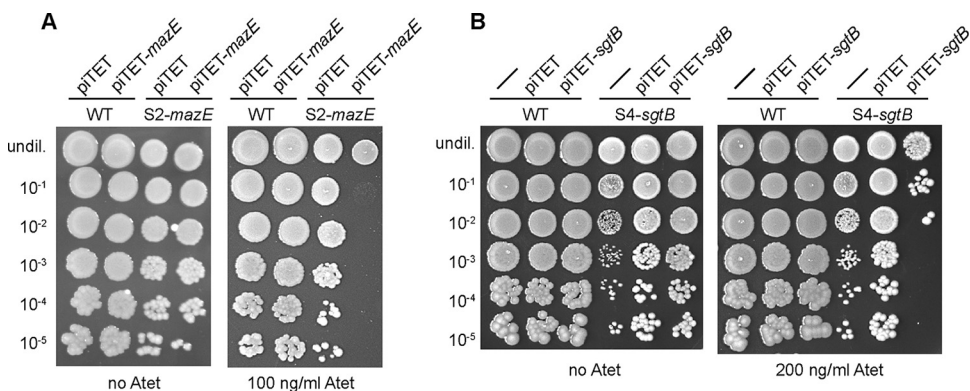 A
piTET
piTET-mazE
piTET
piTET-mazE
piTET
piTET-mazE
piTET
piTET-mazE
WT
S2-mazE
WT
S2-mazE
undil.
10-1
10-2
10-3
10-4
10-5
no Atet
100 ng/ml Atet
B
piTET
piTET-sgtB
piTET
piTET-sgtB
piTET
piTET-sgtB
piTET
piTET-sgtB
WT
S4-sgtB
WT
S4-sgtB
undil.
10-1
10-2
10-3
10-4
10-5
no Atet
200 ng/ml Atet